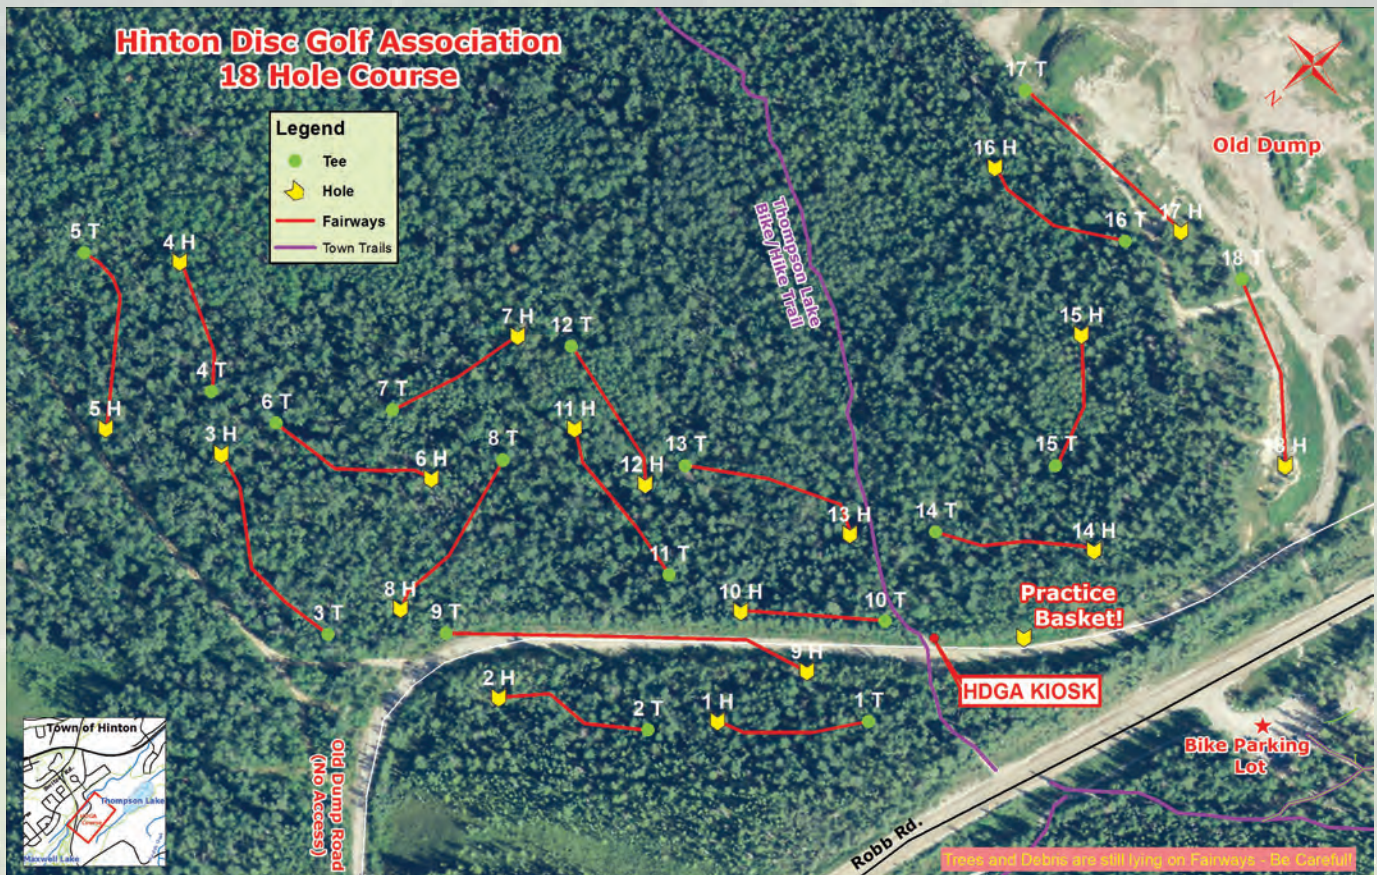 Hinton Disc Golf Association
18 Hole Course
Legend
Tee
Hole
Fairways
Town Trails
N
17 T
Old Dump
16 H
5 T
4 H
Thompson Lake
Bike/Hike Trail
16 T
17 H
18 T
7 H
12 T
15 H
4 T
7 T
6 T
11 H
5 H
3 H
8 T
6 H
12 H
13 T
15 T
18 H
13 H
14 T
14 H
11 T
8 H
10 H
10 T
3 T
9 T
Practice
Basket!
9 H
2 H
HDGA KIOSK
2 T
1 H
1 T
Bike Parking
Lot
Old Dump Road
(No Access)
Robb Rd.
Town of Hinton
Thompson Lake
HDGA
Maxwell Lake
Trees and Debris are still lying on Fairways - Be Careful!